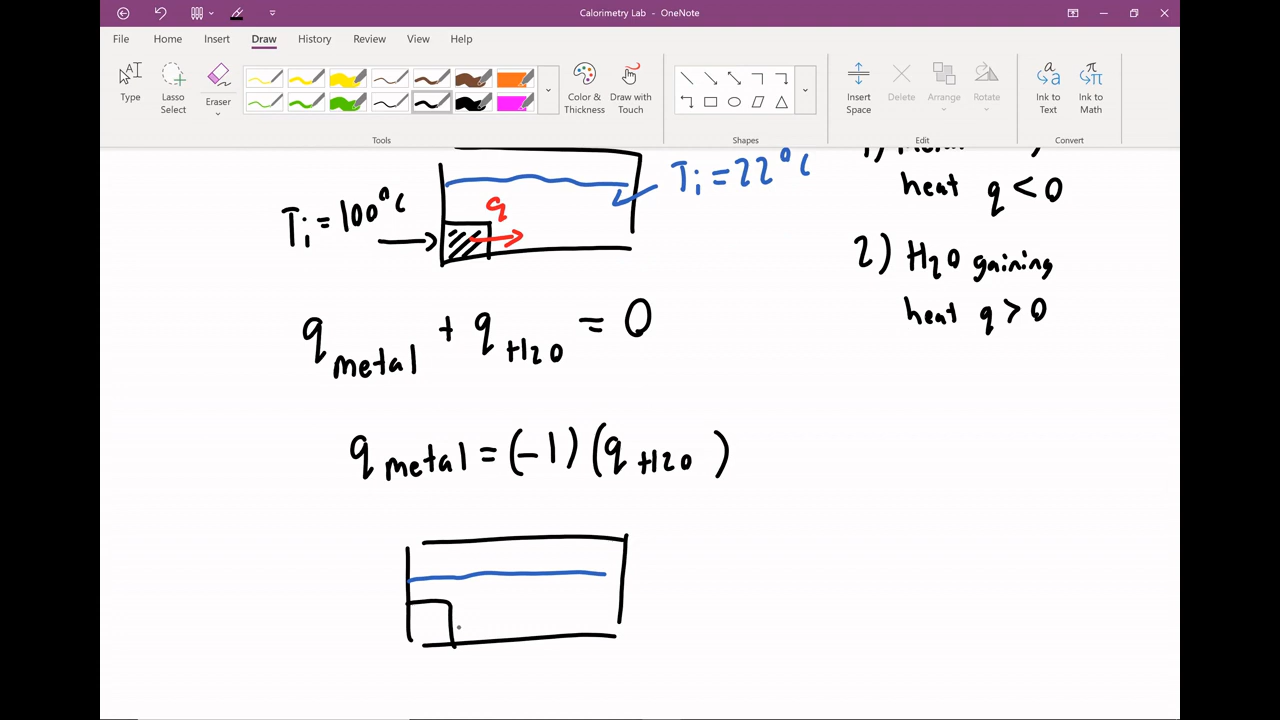 Calorimetry Lab - OneNote
File Home Insert Draw History Review View Help
Type
Lasso Select
Eraser
Color & Thickness
Draw with Touch
Insert Space
Delete
Arrange
Rotate
Ink to Text
Ink to Math
Tools
Shapes
Edit
Convert
Ti = 100°C
q
Ti = 22°C
heat q < 0
2) H2O gaining
heat q > 0
q metal + q H2O = 0
q metal = (-1) (q H2O )